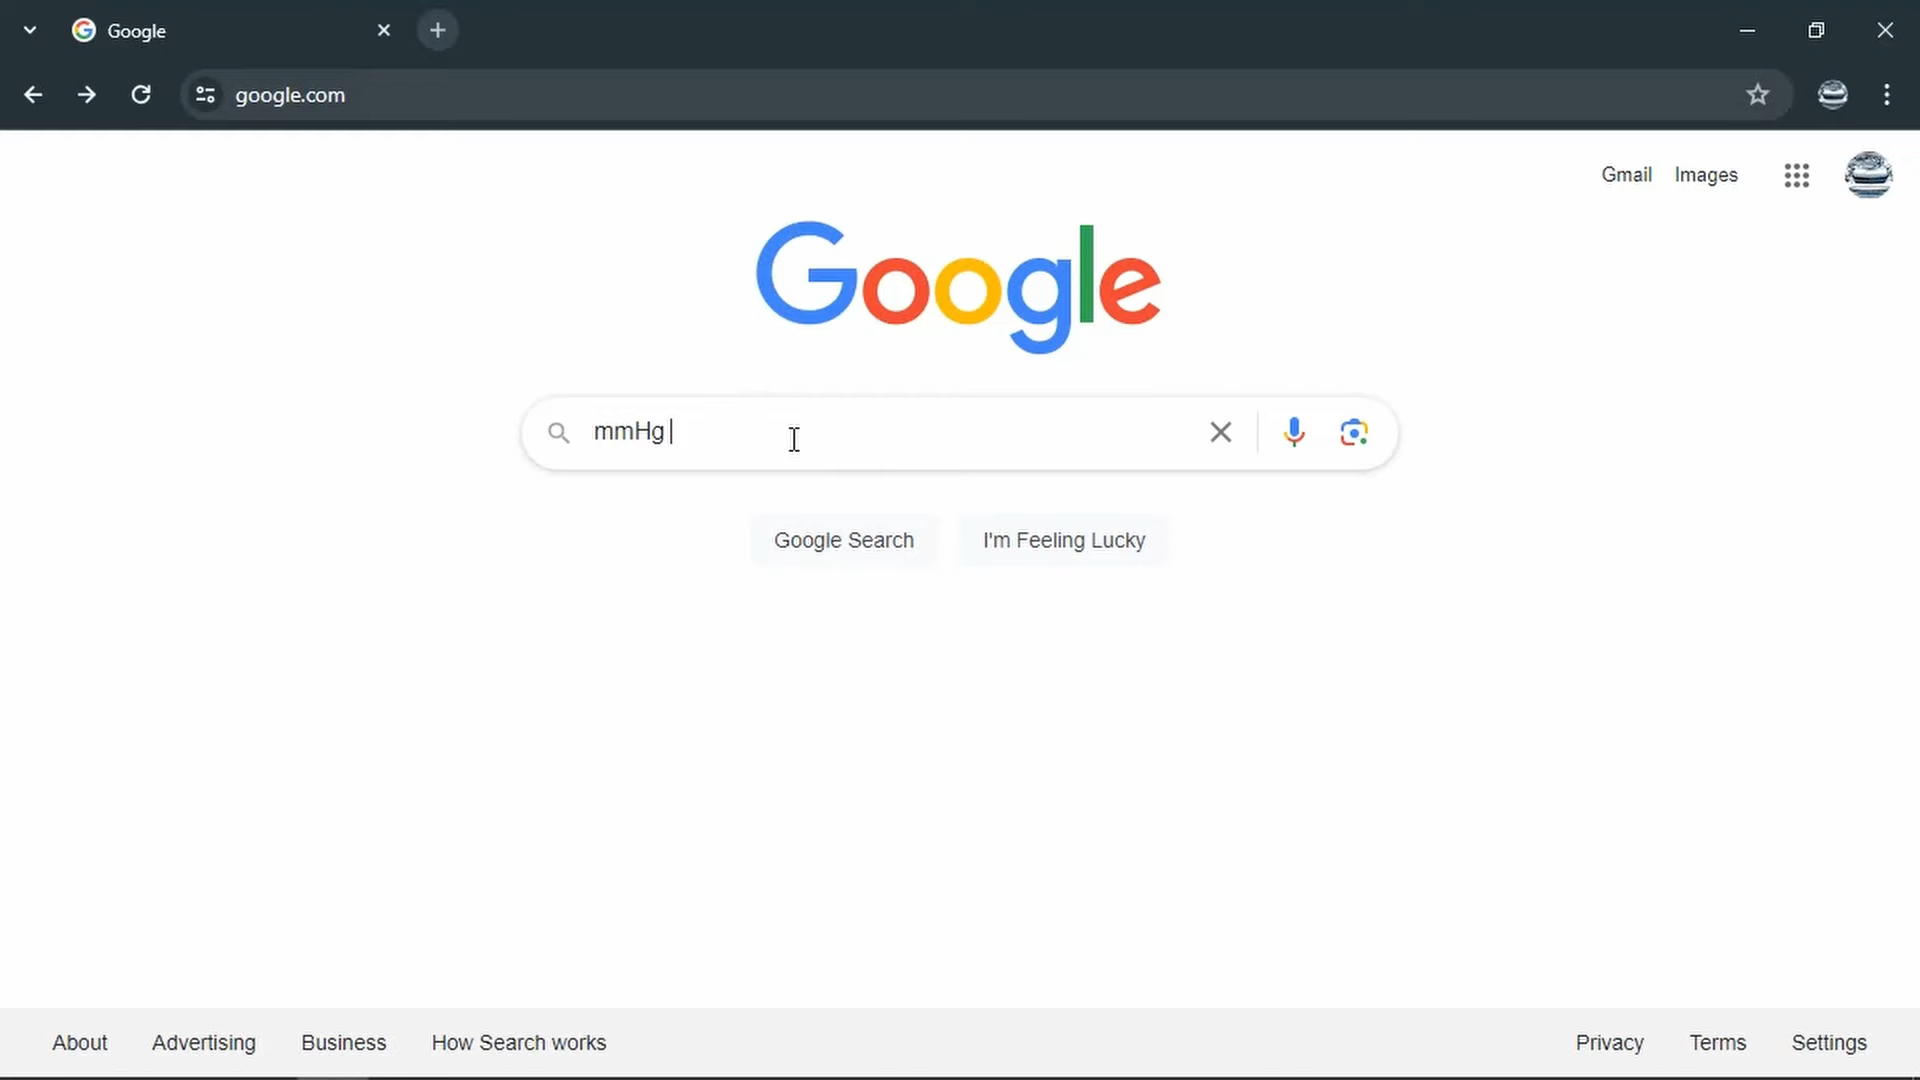 Google
google.com
Gmail Images
Google
mmHg
Google Search I'm Feeling Lucky
About Advertising Business How Search works Privacy Terms Settings